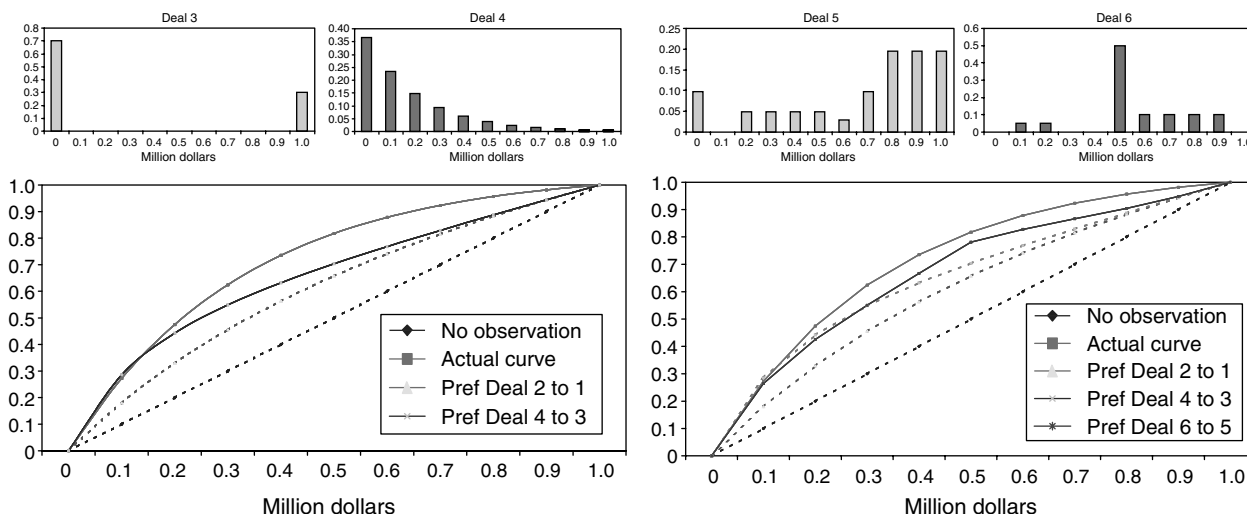 Deal 3
0.8
0.7
0.6
0.5
0.4
0.3
0.2
0.1
0
0 0.1 0.2 0.3 0.4 0.5 0.6 0.7 0.8 0.9 1.0
Million dollars
Deal 4
0.40
0.35
0.30
0.25
0.20
0.15
0.10
0.05
0
0 0.1 0.2 0.3 0.4 0.5 0.6 0.7 0.8 0.9 1.0
Million dollars
1.0
0.9
0.8
0.7
0.6
0.5
0.4
0.3
0.2
0.1
0
No observation
Actual curve
Pref Deal 2 to 1
Pref Deal 4 to 3
0 0.1 0.2 0.3 0.4 0.5 0.6 0.7 0.8 0.9 1.0
Million dollars
Deal 5
0.25
0.20
0.15
0.10
0.05
0
0 0.1 0.2 0.3 0.4 0.5 0.6 0.7 0.8 0.9 1.0
Million dollars
Deal 6
0.6
0.5
0.4
0.3
0.2
0.1
0
0 0.1 0.2 0.3 0.4 0.5 0.6 0.7 0.8 0.9 1.0
Million dollars
1.0
0.9
0.8
0.7
0.6
0.5
0.4
0.3
0.2
0.1
0
No observation
Actual curve
Pref Deal 2 to 1
Pref Deal 4 to 3
Pref Deal 6 to 5
0 0.1 0.2 0.3 0.4 0.5 0.6 0.7 0.8 0.9 1.0
Million dollars